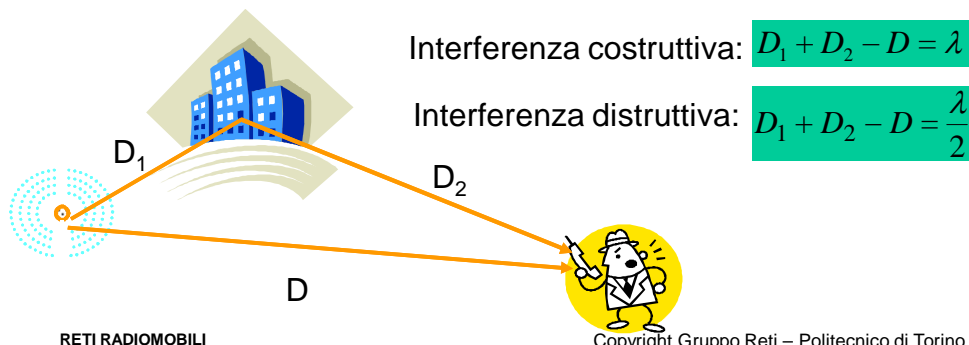 Interferenza costruttiva: D₁ + D₂ − D = λ
Interferenza distruttiva: D₁ + D₂ − D = λ/2
D₁
D₂
D
RETI RADIOMOBILI
Copyright Gruppo Reti – Politecnico di Torino